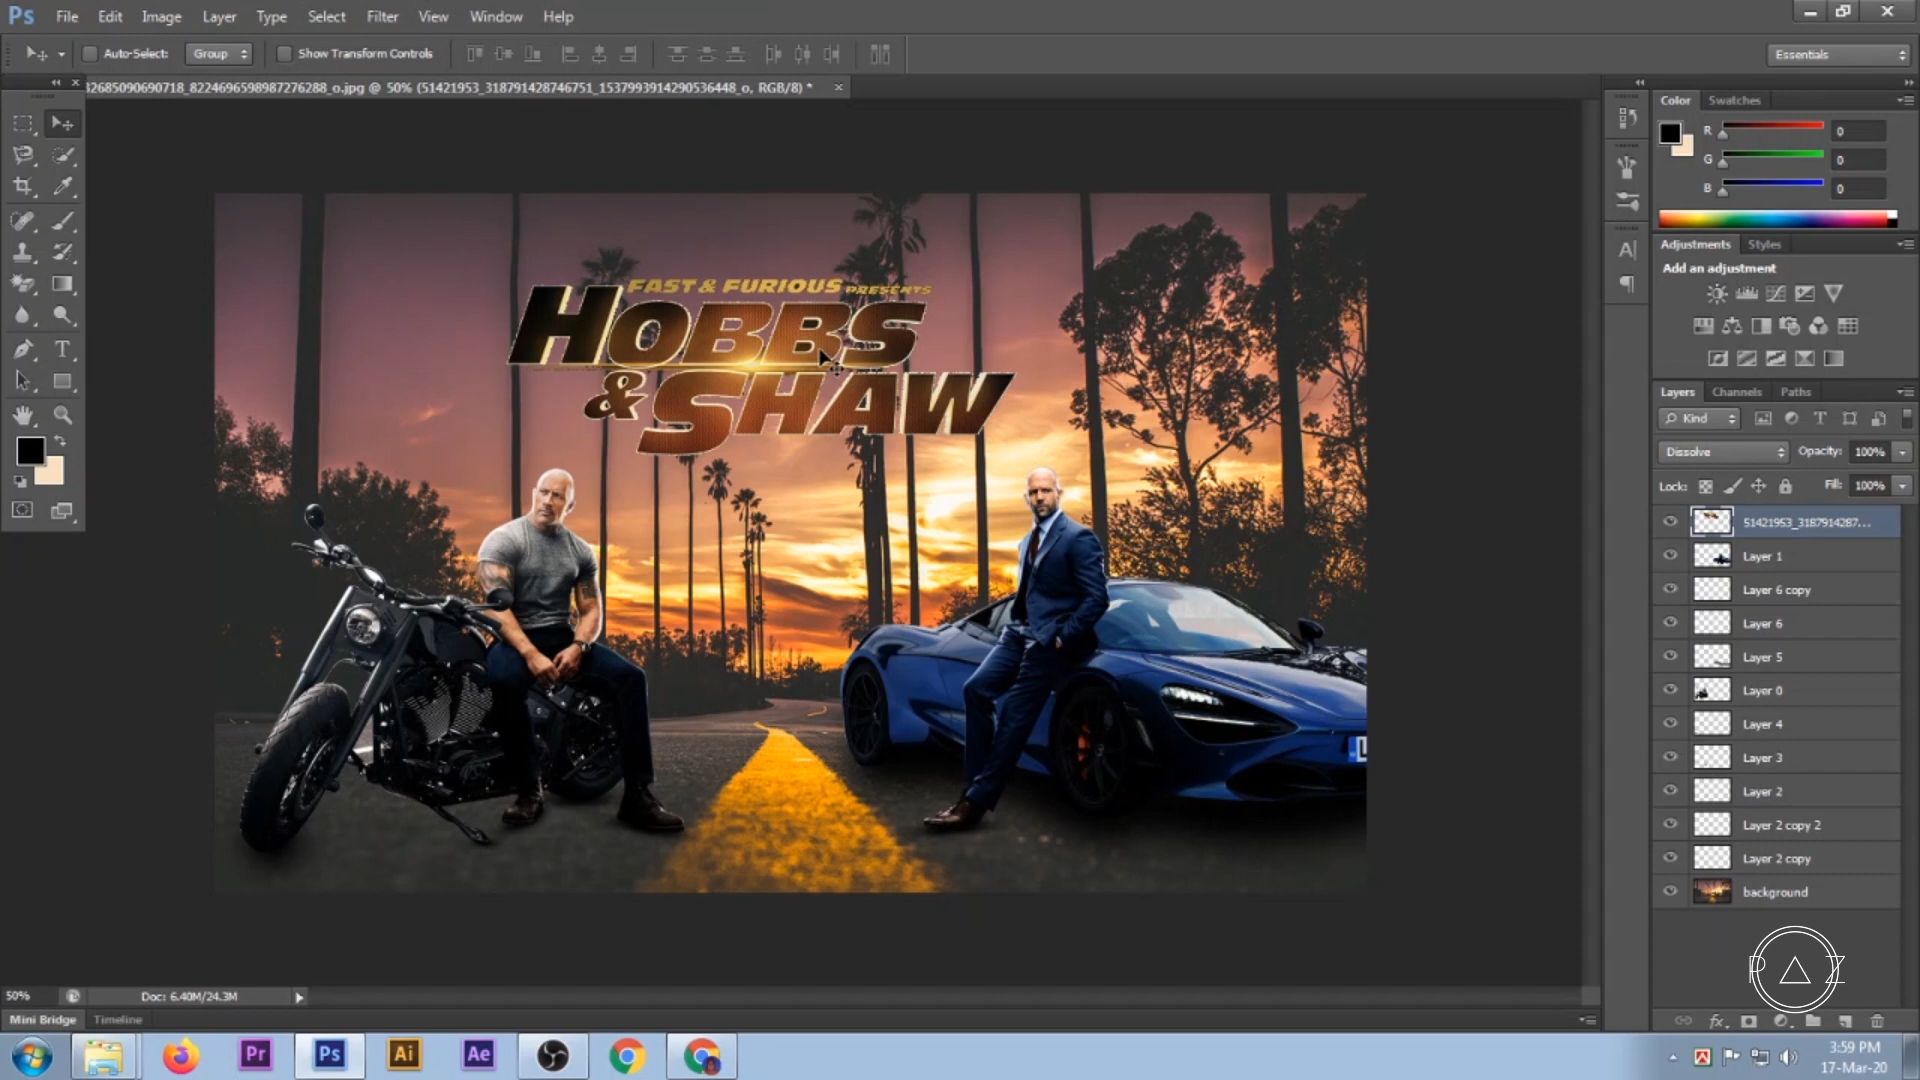 Ps File Edit Image Layer Type Select Filter View Window Help
Auto-Select: Group Show Transform Controls Essentials
32685090690718_8224696598987276288_o.jpg @ 50% (51421953_318791428746751_1537993914290536448_o, RGB/8) *
Color Swatches
R 0
G 0
B 0
Adjustments Styles
Add an adjustment
FAST & FURIOUS PRESENTS
HOBBS
& SHAW
Layers Channels Paths
Kind
Dissolve Opacity: 100%
Lock: Fill: 100%
51421953_3187914287...
Layer 1
Layer 6 copy
Layer 6
Layer 5
Layer 0
Layer 4
Layer 3
Layer 2
Layer 2 copy 2
Layer 2 copy
background
P Z
50% Doc: 6.40M/24.3M
Mini Bridge Timeline
Pr Ps Ai Ae
3:59 PM
17-Mar-20